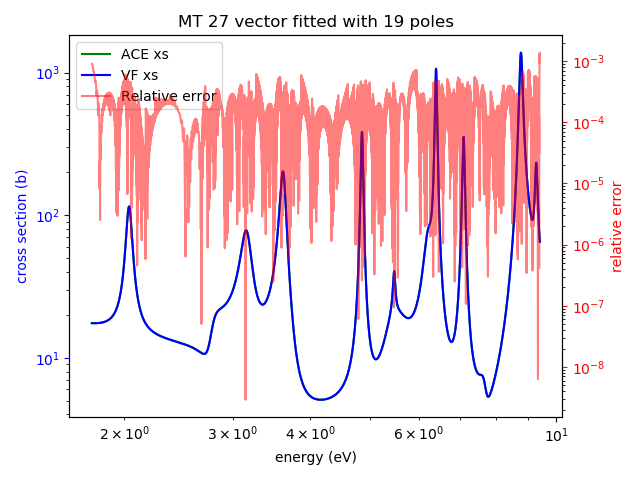 MT 27 vector fitted with 19 poles
ACE xs
VF xs
Relative error
cross section (b)
10³
10²
10¹
relative error
10⁻³
10⁻⁴
10⁻⁵
10⁻⁶
10⁻⁷
10⁻⁸
2 × 10⁰ 3 × 10⁰ 4 × 10⁰ 6 × 10⁰ 10¹
energy (eV)